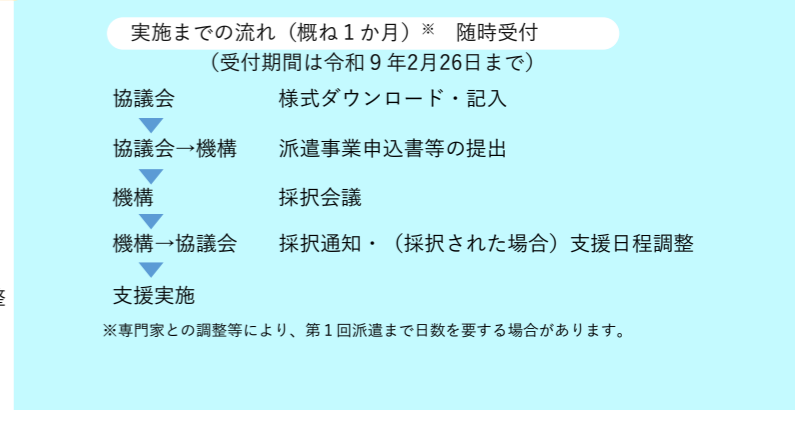 実施までの流れ（概ね１か月）※　随時受付
（受付期間は令和９年2月26日まで）
協議会　様式ダウンロード・記入
協議会→機構　派遣事業申込書等の提出
機構　採択会議
機構→協議会　採択通知・（採択された場合）支援日程調整
支援実施
※専門家との調整等により、第１回派遣まで日数を要する場合があります。